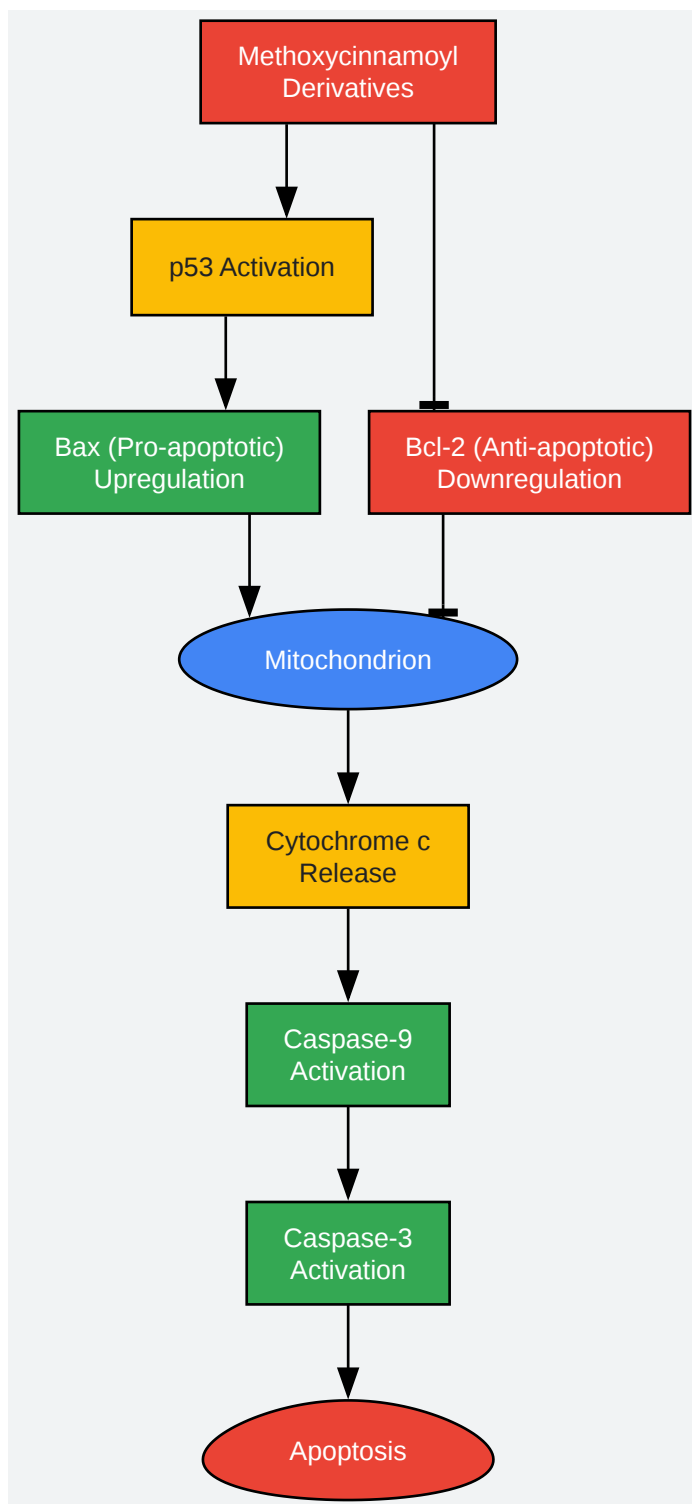 Methoxycinnamoyl
Derivatives
p53 Activation
Bax (Pro-apoptotic)
Upregulation
Bcl-2 (Anti-apoptotic)
Downregulation
Mitochondrion
Cytochrome c
Release
Caspase-9
Activation
Caspase-3
Activation
Apoptosis